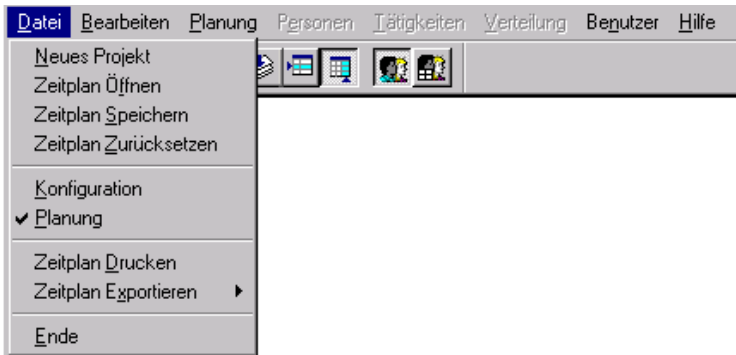 Datei Bearbeiten Planung Personen Tätigkeiten Verteilung Benutzer Hilfe
Neues Projekt
Zeitplan Öffnen
Zeitplan Speichern
Zeitplan Zurücksetzen
Konfiguration
Planung
Zeitplan Drucken
Zeitplan Exportieren
Ende